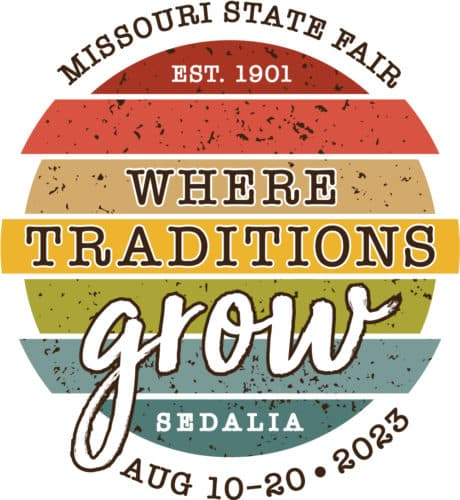 MISSOURI STATE FAIR
EST. 1901
WHERE
TRADITIONS
grow
SEDALIA
AUG 10-20 • 2023